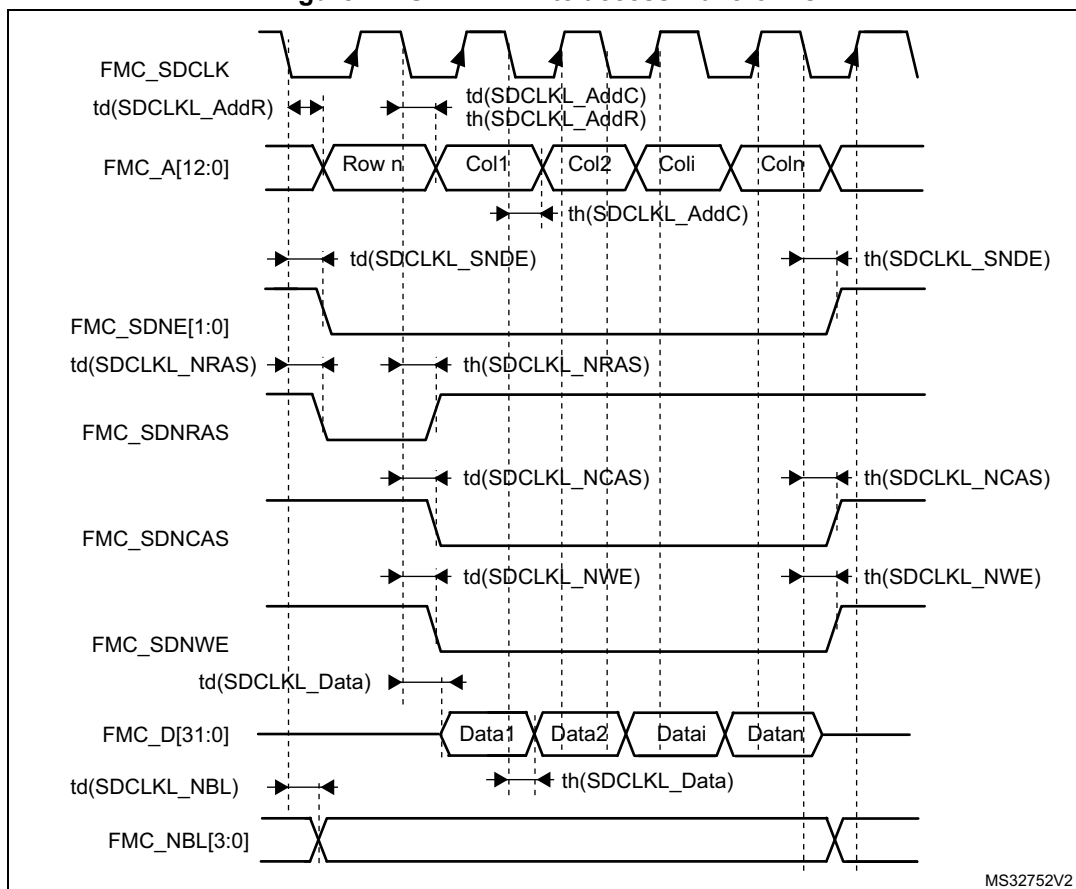 FMC_SDCLK
td(SDCLKL_AddR)
td(SDCLKL_AddC)
th(SDCLKL_AddR)
FMC_A[12:0]
Row n
Col1
Col2
Coli
Coln
th(SDCLKL_AddC)
td(SDCLKL_SNDE)
th(SDCLKL_SNDE)
FMC_SDNE[1:0]
td(SDCLKL_NRAS)
th(SDCLKL_NRAS)
FMC_SDNRAS
td(SDCLKL_NCAS)
th(SDCLKL_NCAS)
FMC_SDNCAS
td(SDCLKL_NWE)
th(SDCLKL_NWE)
FMC_SDNWE
td(SDCLKL_Data)
FMC_D[31:0]
Data1
Data2
Datai
Datan
td(SDCLKL_NBL)
th(SDCLKL_Data)
FMC_NBL[3:0]
MS32752V2